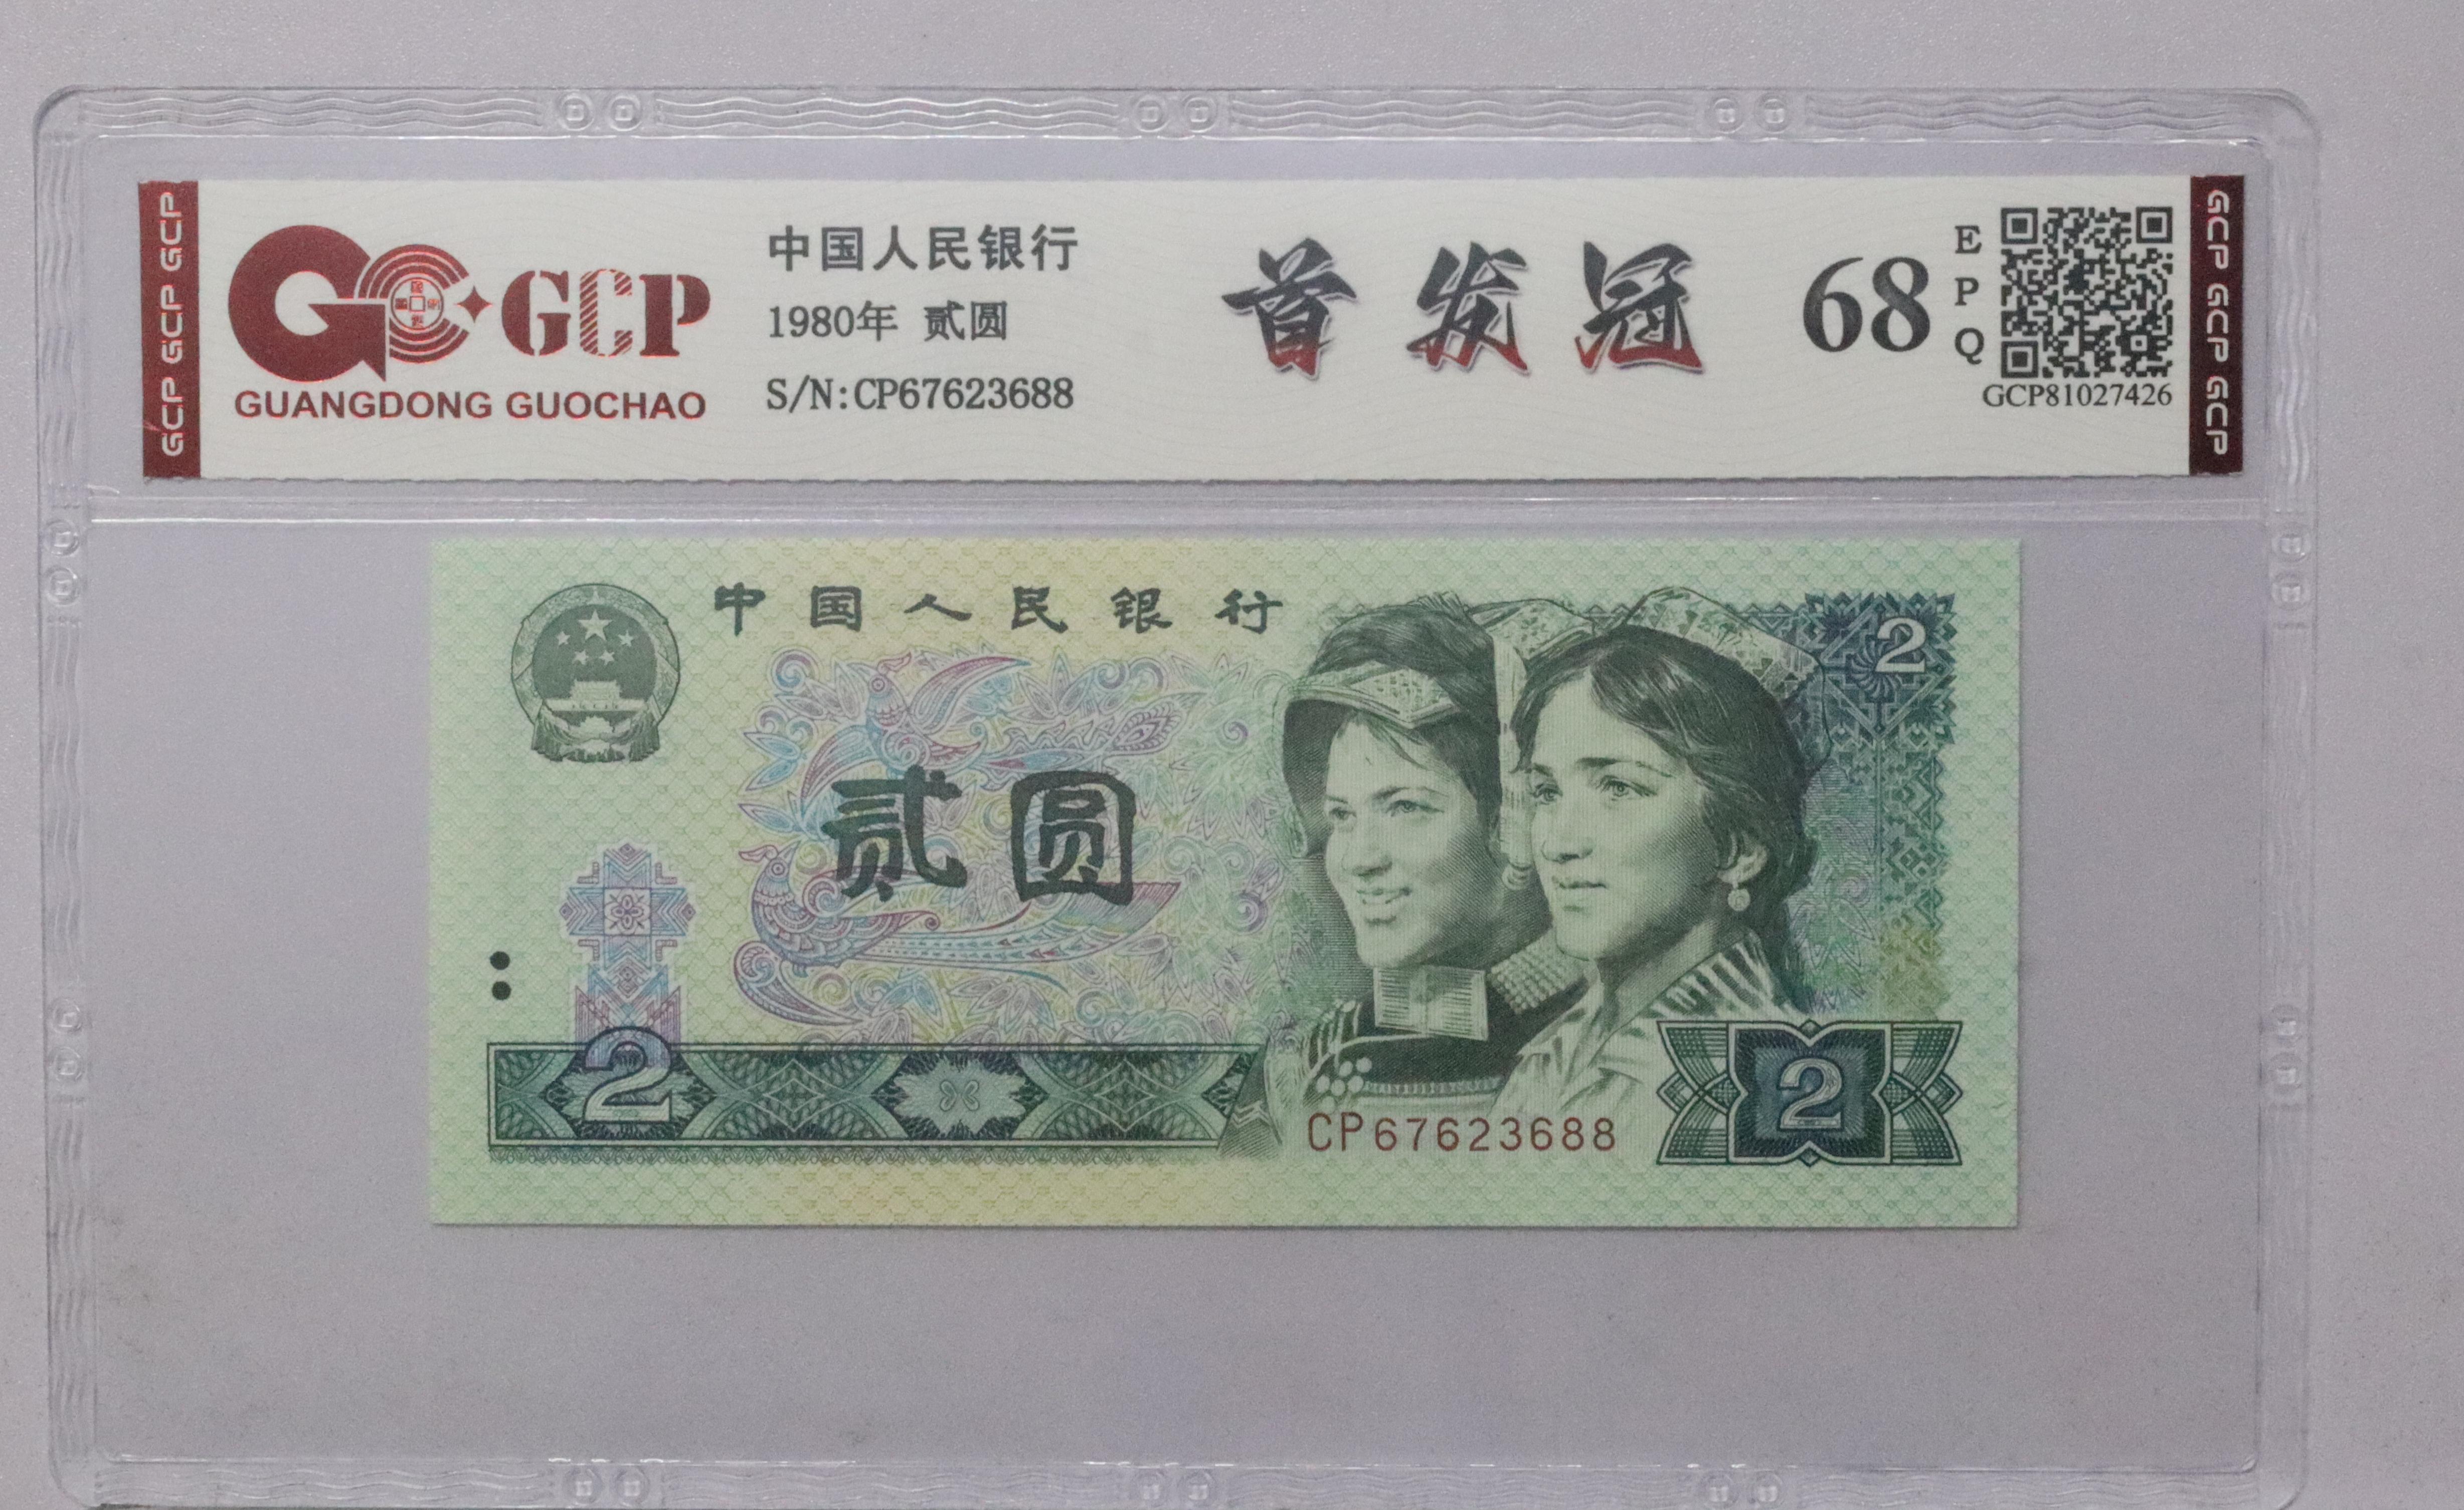 GCP GCP GCP
GCP
GUANGDONG GUOCHAO
中国人民银行
1980年 贰圆
S/N:CP67623688
首发冠
68
EPQ
GCP81027426
GCP GCP GCP
中国人民银行
2
贰圆
2
CP67623688
2